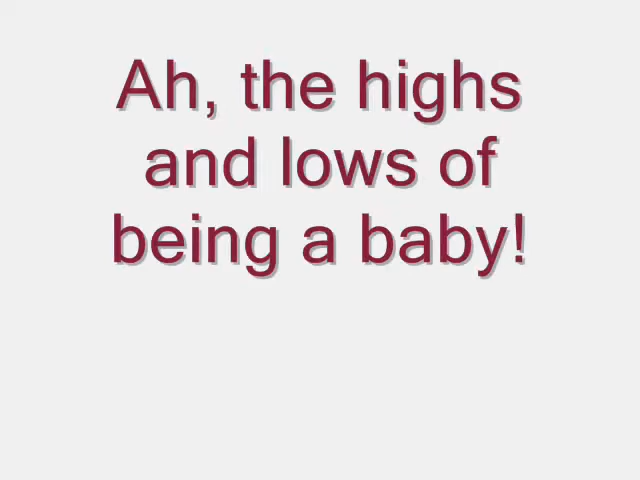 Ah, the highs
and lows of
being a baby!